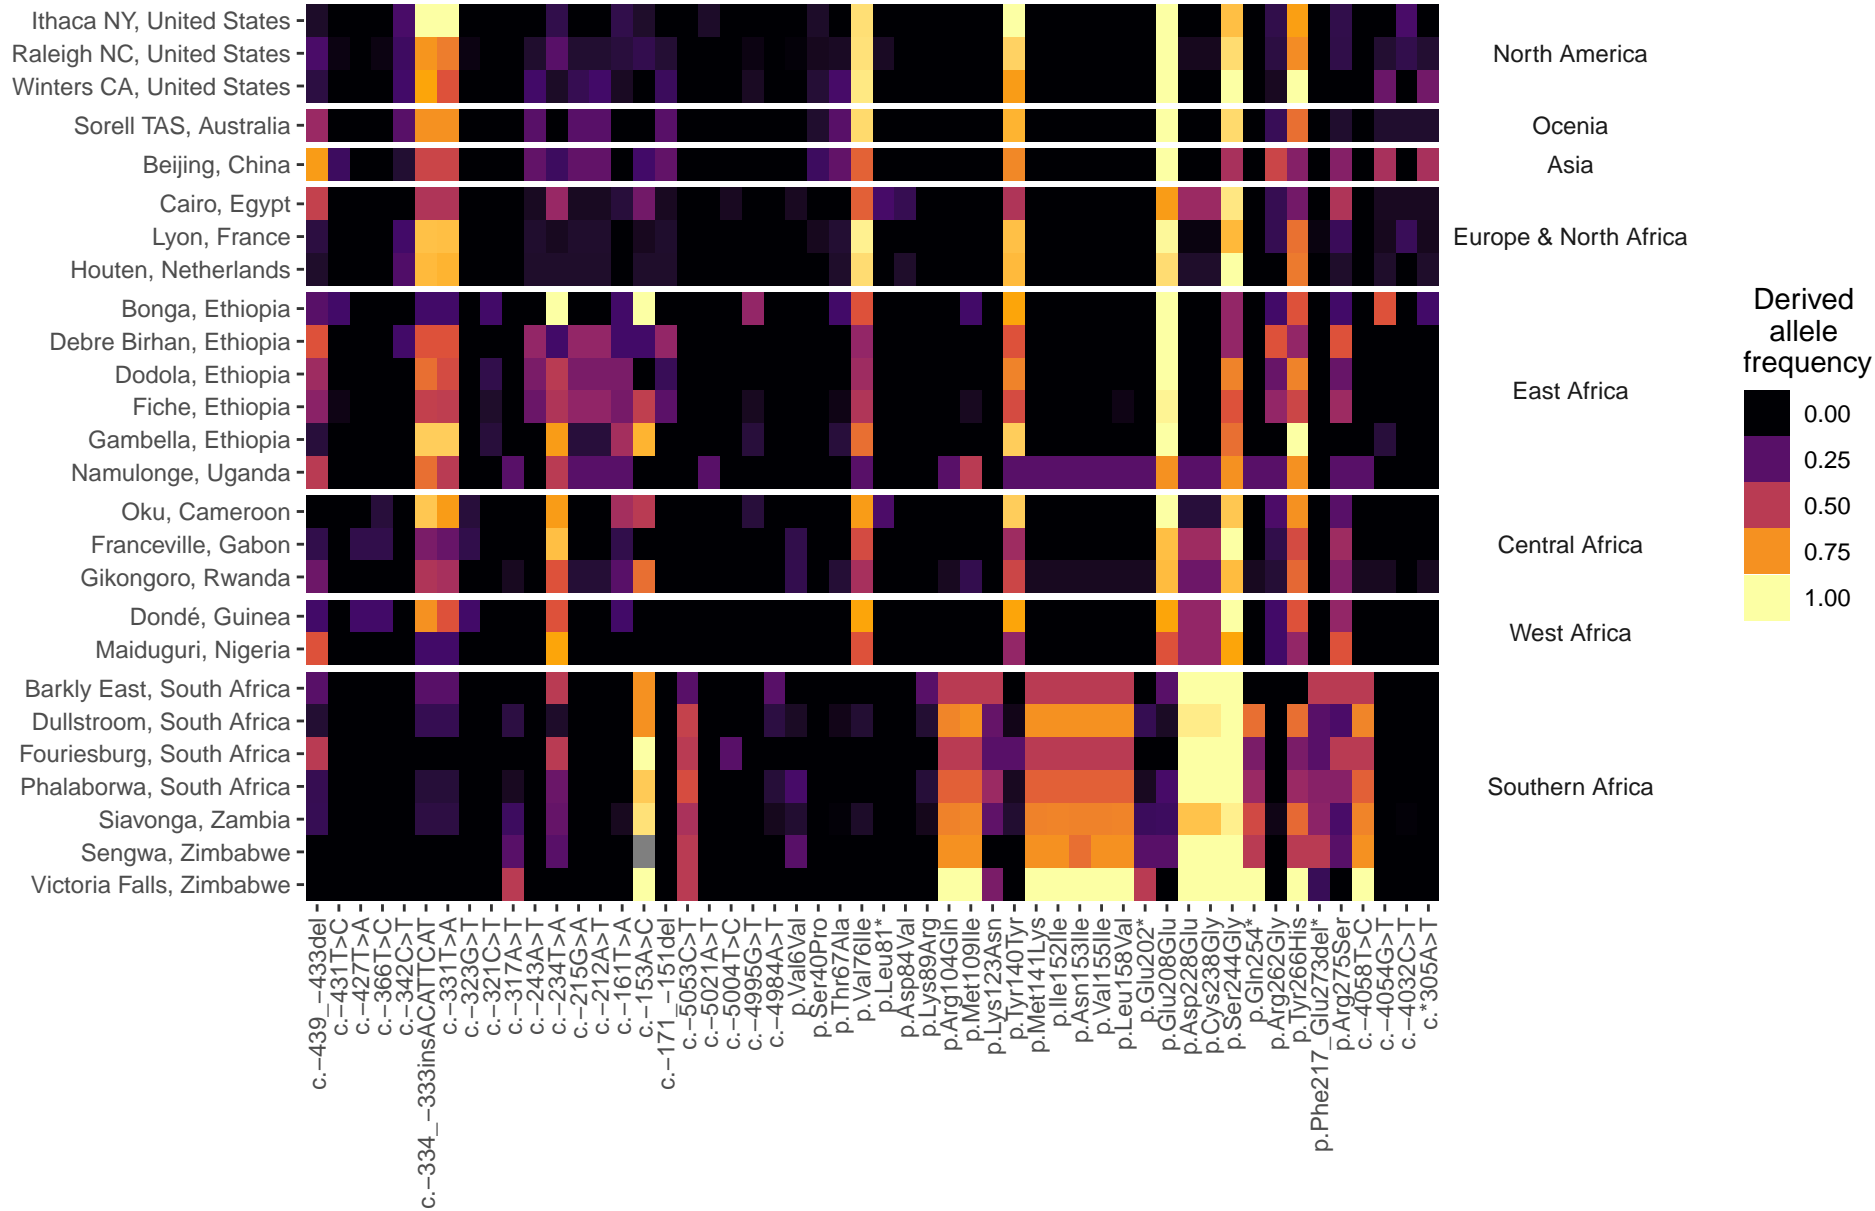 Ithaca NY, United States
Raleigh NC, United States
Winters CA, United States
North America
Sorell TAS, Australia
Ocenia
Beijing, China
Asia
Cairo, Egypt
Lyon, France
Houten, Netherlands
Europe & North Africa
Bonga, Ethiopia
Debre Birhan, Ethiopia
Dodola, Ethiopia
Fiche, Ethiopia
Gambella, Ethiopia
Namulonge, Uganda
East Africa
Oku, Cameroon
Franceville, Gabon
Gikongoro, Rwanda
Central Africa
Dondé, Guinea
Maiduguri, Nigeria
West Africa
Barkly East, South Africa
Dullstroom, South Africa
Fouriesburg, South Africa
Phalaborwa, South Africa
Siavonga, Zambia
Sengwa, Zimbabwe
Victoria Falls, Zimbabwe
Southern Africa
Derived
allele
frequency
0.00
0.25
0.50
0.75
1.00
c.−439_−433del
c.−431T>C
c.−427T>A
c.−366T>C
c.−342C>T
c.−334_−333insACATTCAT
c.−331T>A
c.−323G>T
c.−321C>T
c.−317A>T
c.−243A>T
c.−234T>A
c.−215G>A
c.−212A>T
c.−161T>A
c.−153A>C
c.−171_−151del
c.−5053C>T
c.−5021A>T
c.−5004T>C
c.−4995G>T
c.−4984A>T
p.Val6Val
p.Ser40Pro
p.Thr67Ala
p.Val76Ile
p.Leu81*
p.Asp84Val
p.Lys89Arg
p.Arg104Gln
p.Met109Ile
p.Lys123Asn
p.Tyr140Tyr
p.Met141Lys
p.Ile152Ile
p.Asn153Ile
p.Val155Ile
p.Leu158Val
p.Glu202*
p.Glu208Glu
p.Asp228Glu
p.Cys238Gly
p.Ser244Gly
p.Gln254*
p.Arg262Gly
p.Tyr266His
p.Phe217_Glu273del*
p.Arg275Ser
c.−4058T>C
c.−4054G>T
c.−4032C>T
c.*305A>T